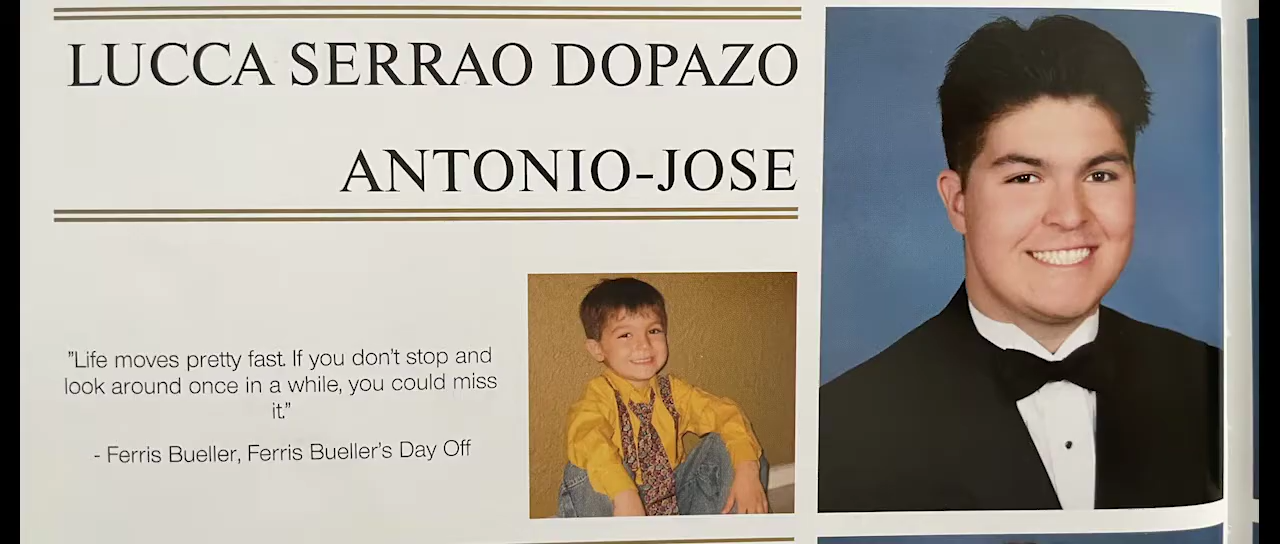 LUCCA SERRAO DOPAZO
ANTONIO-JOSE
”Life moves pretty fast. If you don’t stop and
look around once in a while, you could miss
it.”
- Ferris Bueller, Ferris Bueller’s Day Off